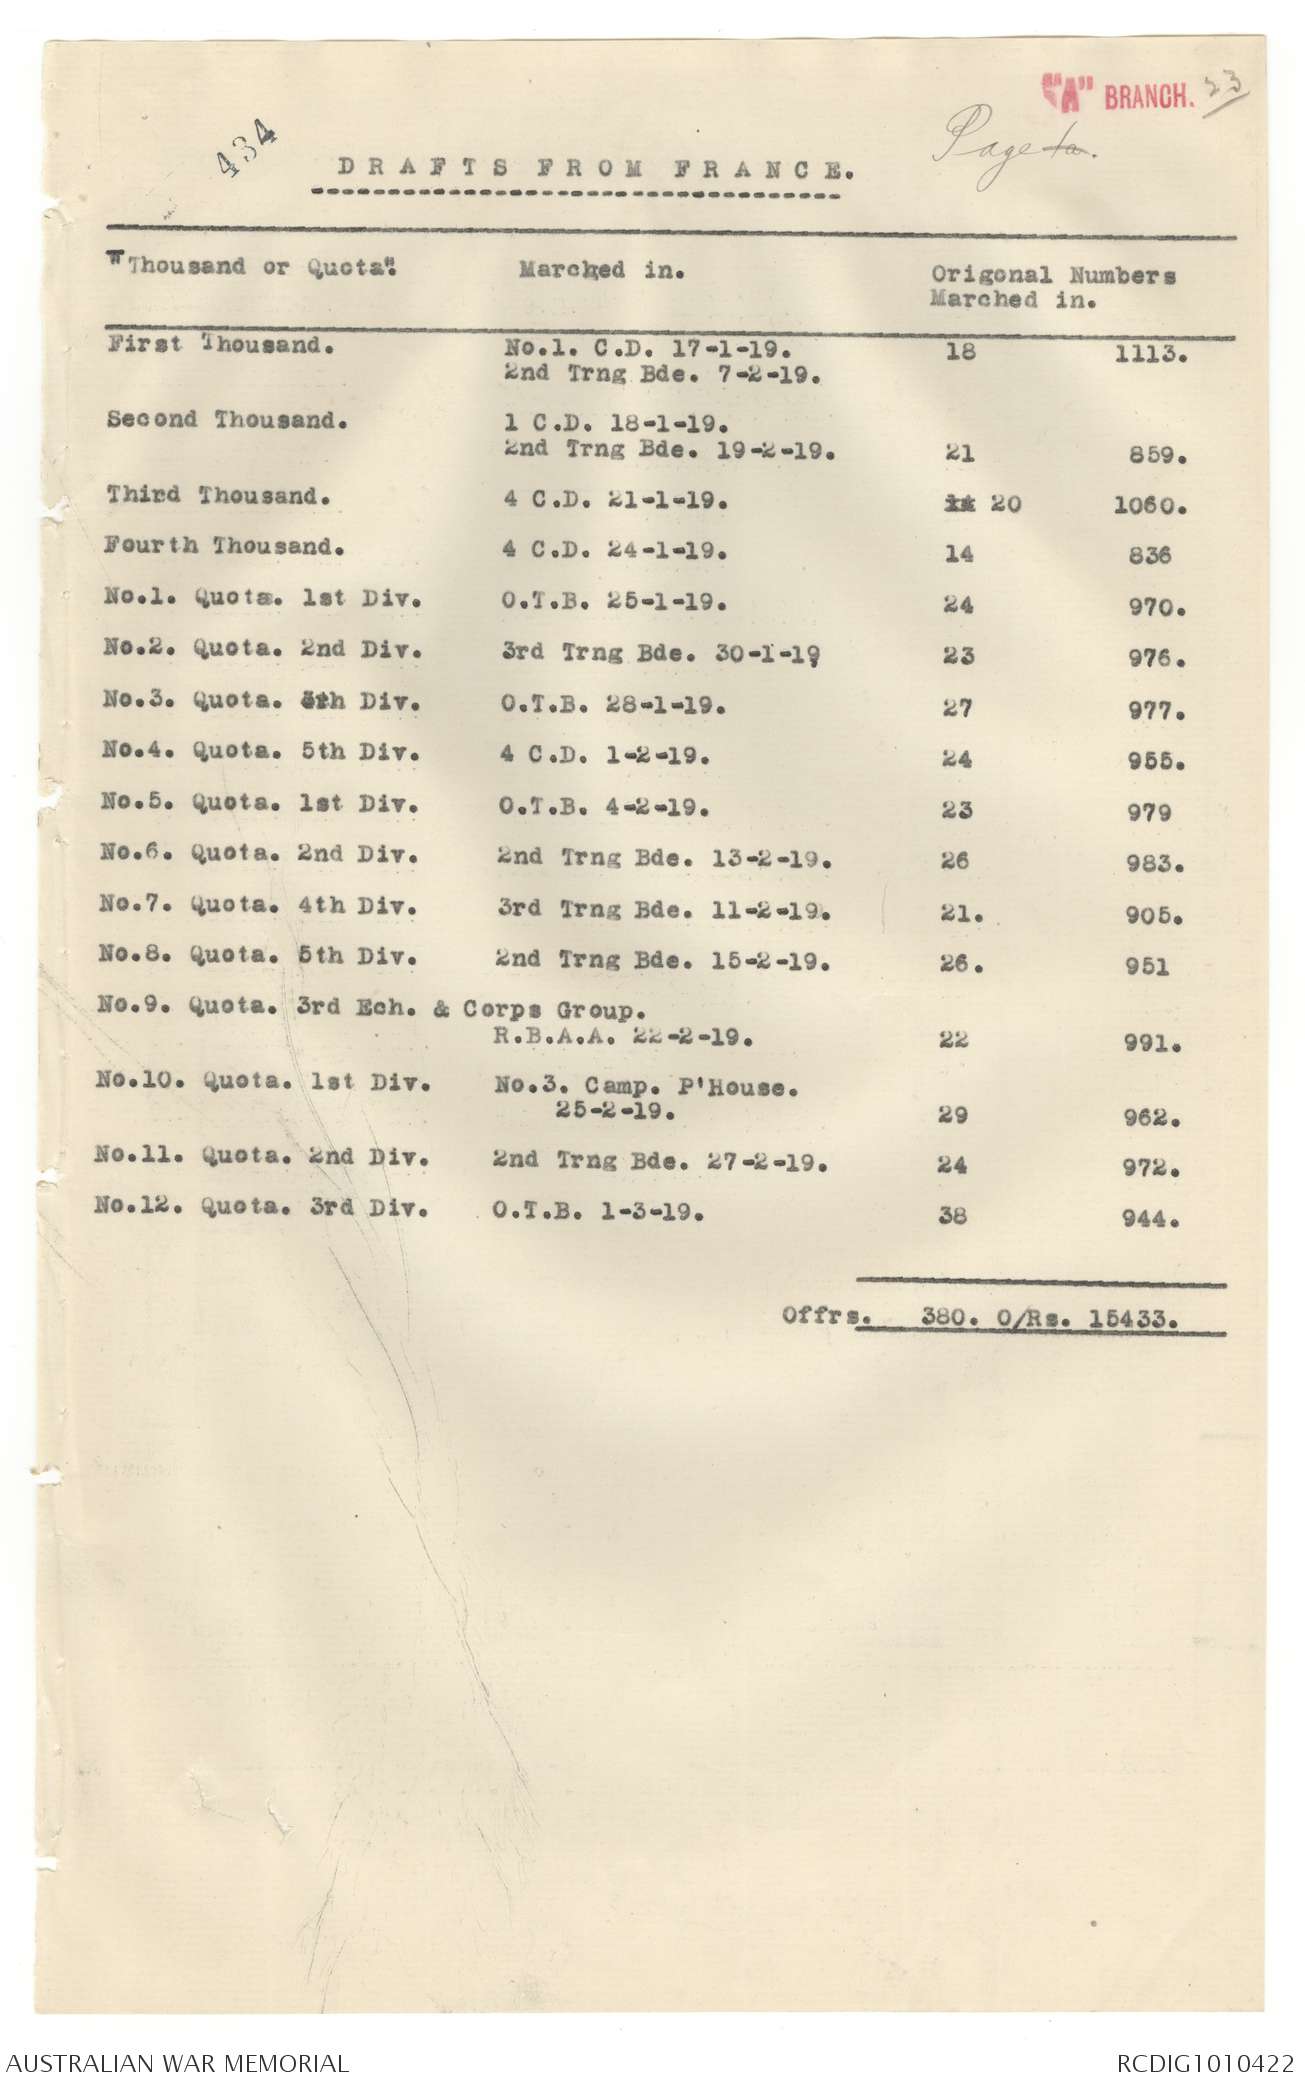 "A" BRANCH. 23
Page
434
DRAFTS FROM FRANCE.
"Thousand or Quota". Marched in. Origonal Numbers
Marched in.
First Thousand. No.1. C.D. 17-1-19. 18 1113.
2nd Trng Bde. 7-2-19.
Second Thousand. 1 C.D. 18-1-19.
2nd Trng Bde. 19-2-19. 21 859.
Third Thousand. 4 C.D. 21-1-19. 20 1060.
Fourth Thousand. 4 C.D. 24-1-19. 14 836
No.1. Quota. 1st Div. O.T.B. 25-1-19. 24 970.
No.2. Quota. 2nd Div. 3rd Trng Bde. 30-1-19 23 976.
No.3. Quota. Div. O.T.B. 28-1-19. 27 977.
No.4. Quota. 5th Div. 4 C.D. 1-2-19. 24 955.
No.5. Quota. 1st Div. O.T.B. 4-2-19. 23 979
No.6. Quota. 2nd Div. 2nd Trng Bde. 13-2-19. 26 983.
No.7. Quota. 4th Div. 3rd Trng Bde. 11-2-19. 21. 905.
No.8. Quota. 5th Div. 2nd Trng Bde. 15-2-19. 26. 951
No.9. Quota. 3rd Ech. & Corps Group.
R.B.A.A. 22-2-19. 22 991.
No.10. Quota. 1st Div. No.3. Camp. P'House.
25-2-19. 29 962.
No.11. Quota. 2nd Div. 2nd Trng Bde. 27-2-19. 24 972.
No.12. Quota. 3rd Div. O.T.B. 1-3-19. 38 944.
Offrs. 380. O/Rs. 15433.
AUSTRALIAN WAR MEMORIAL RCDIG1010422